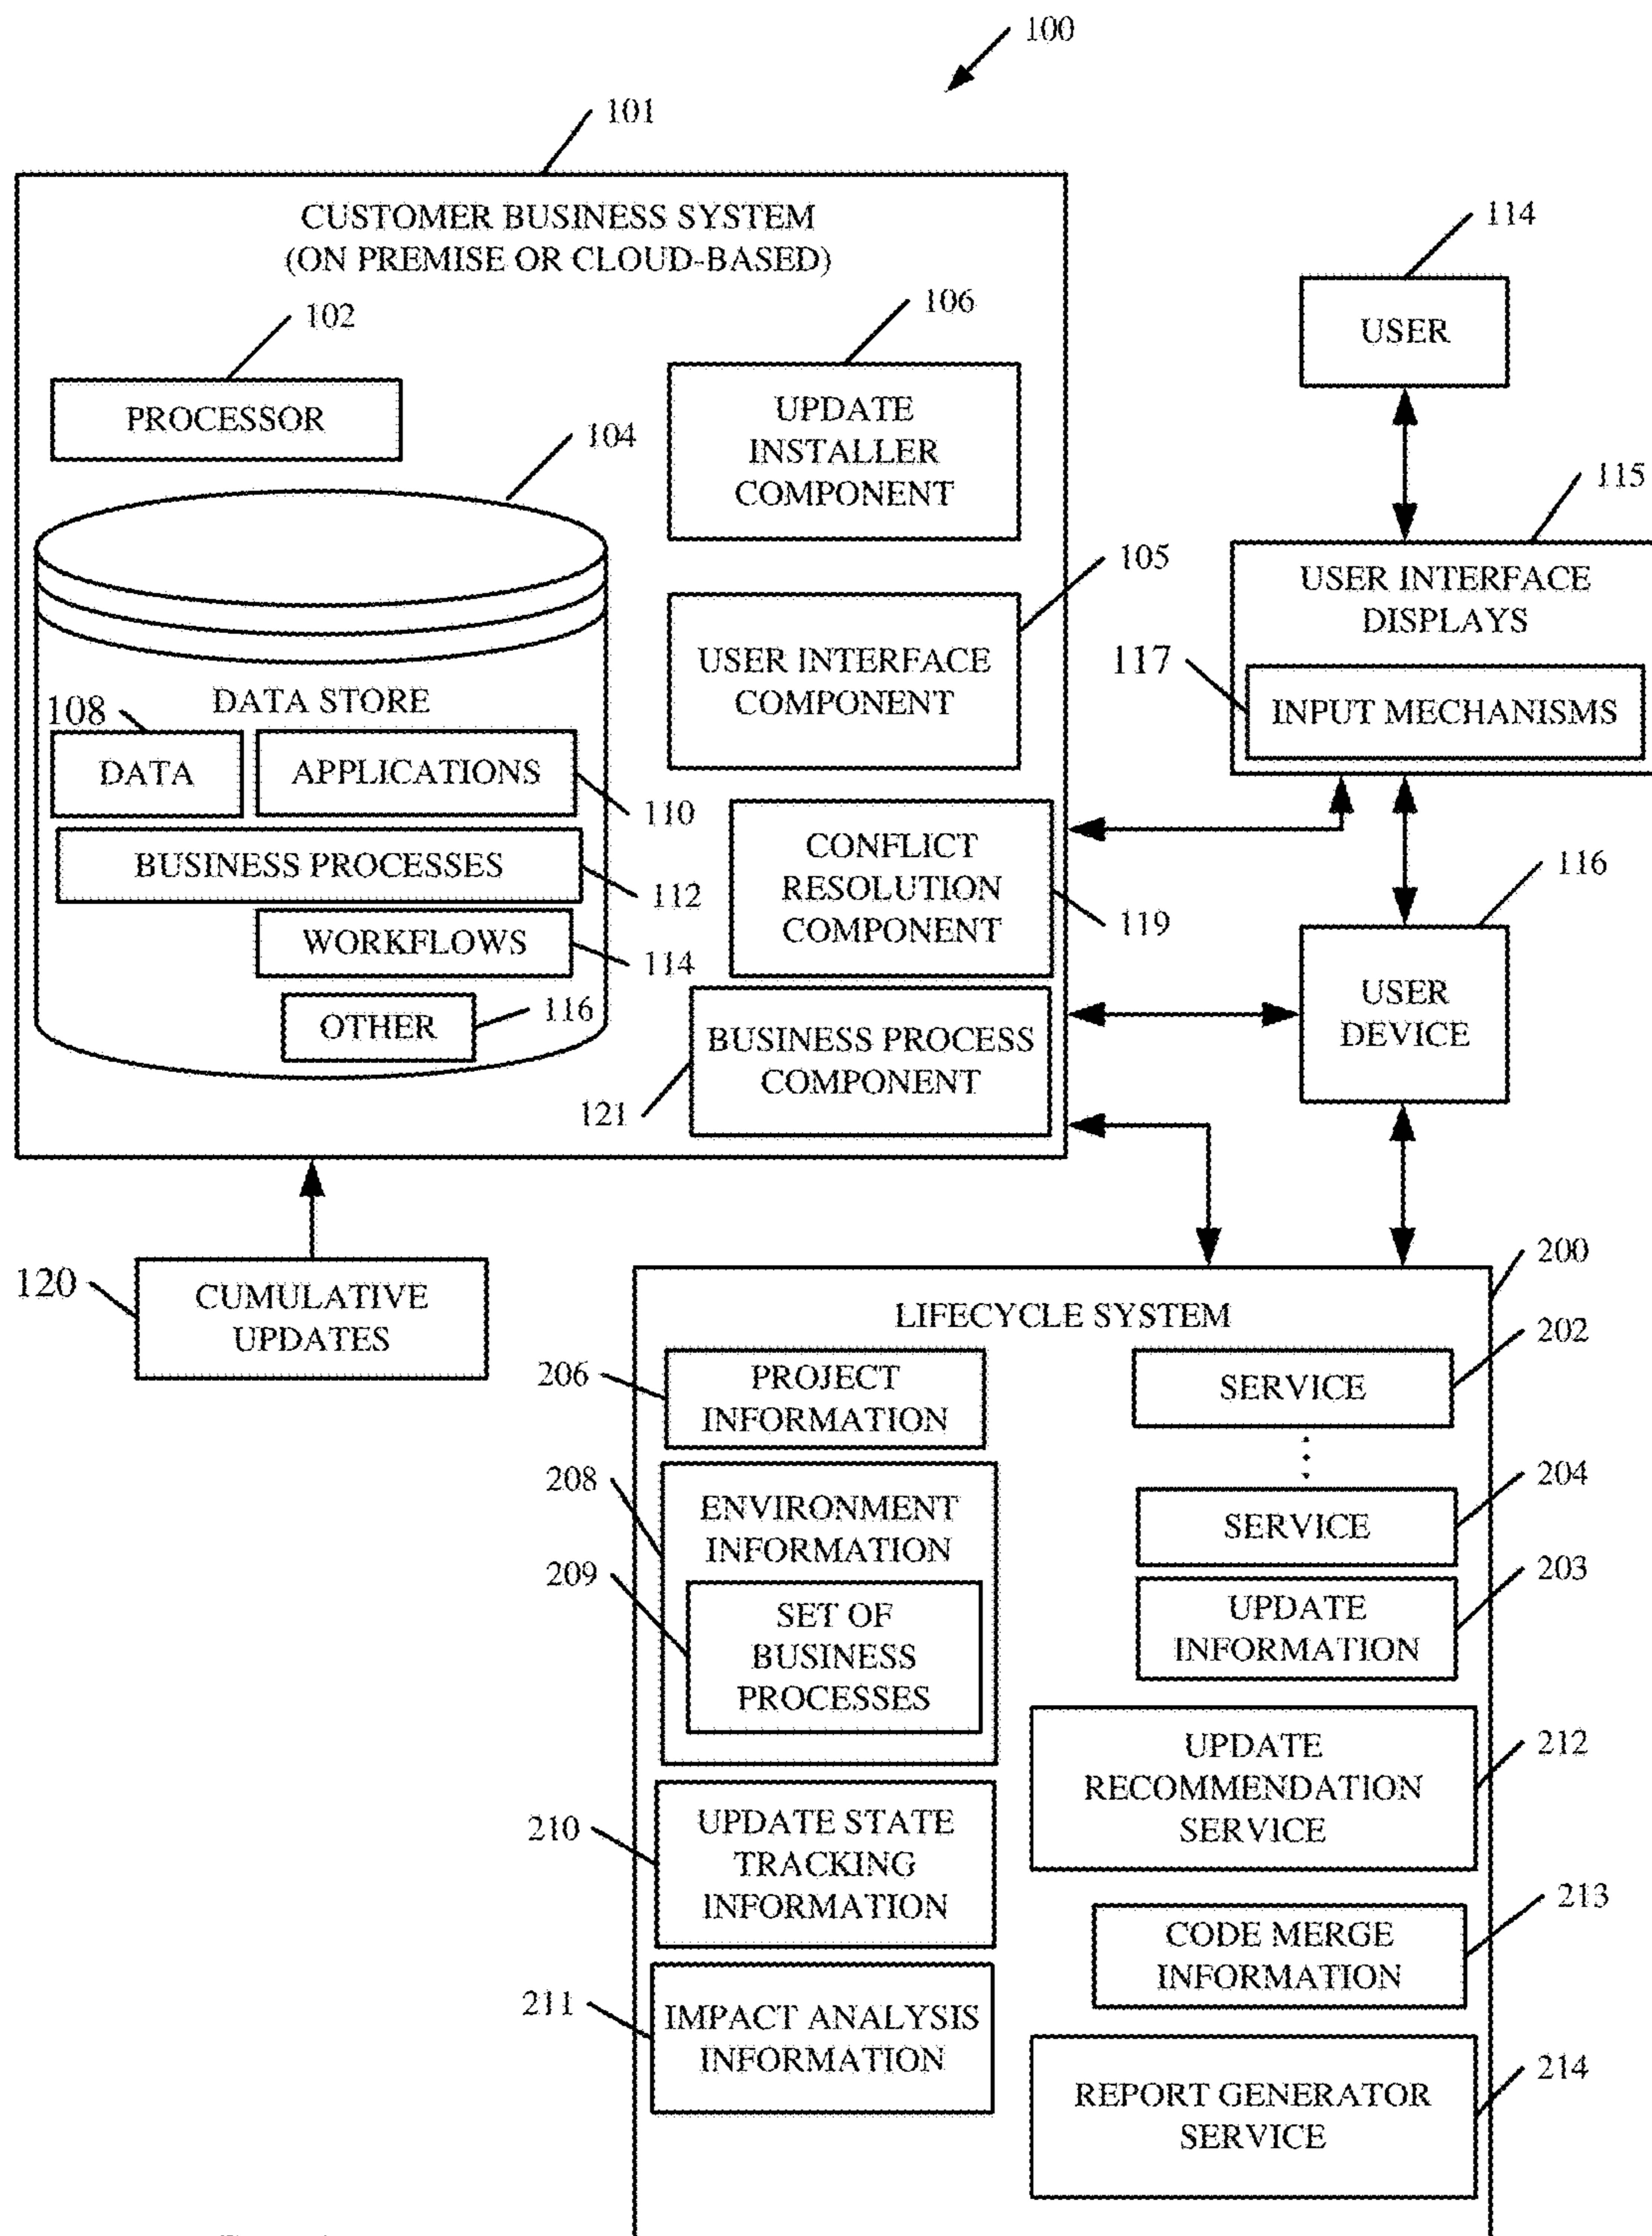 100
101
CUSTOMER BUSINESS SYSTEM
(ON PREMISE OR CLOUD-BASED)
102
PROCESSOR
104
106
UPDATE
INSTALLER
COMPONENT
105
USER INTERFACE
COMPONENT
DATA STORE
108
DATA
APPLICATIONS
110
BUSINESS PROCESSES
112
WORKFLOWS
114
OTHER
116
CONFLICT
RESOLUTION
COMPONENT
119
BUSINESS PROCESS
COMPONENT
121
114
USER
115
USER INTERFACE
DISPLAYS
117
INPUT MECHANISMS
116
USER
DEVICE
120
CUMULATIVE
UPDATES
200
LIFECYCLE SYSTEM
206
PROJECT
INFORMATION
208
ENVIRONMENT
INFORMATION
209
SET OF
BUSINESS
PROCESSES
210
UPDATE STATE
TRACKING
INFORMATION
211
IMPACT ANALYSIS
INFORMATION
202
SERVICE
204
SERVICE
203
UPDATE
INFORMATION
212
UPDATE
RECOMMENDATION
SERVICE
213
CODE MERGE
INFORMATION
214
REPORT GENERATOR
SERVICE